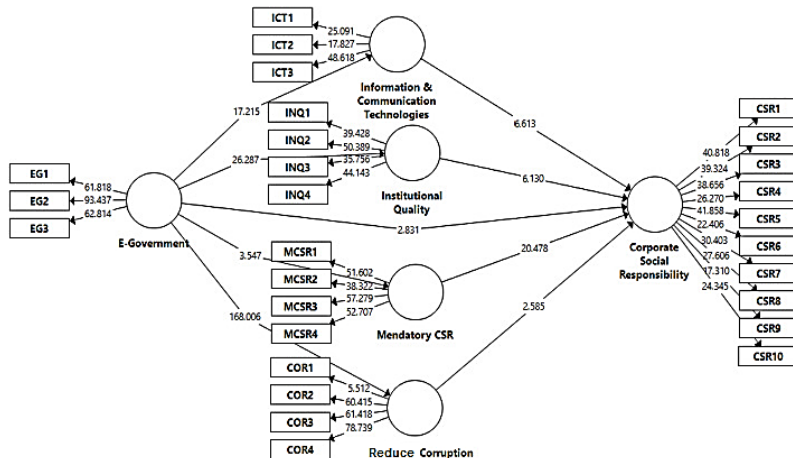 ICT1
25.091
ICT2
17.827
ICT3
48.618
Information &
Communication
Technologies
17.215
6.613
INQ1
39.428
INQ2
50.389
INQ3
35.756
INQ4
44.143
Institutional
Quality
26.287
6.130
EG1
61.818
EG2
93.437
EG3
62.814
E-Government
2.831
3.547
MCSR1
51.602
MCSR2
38.322
MCSR3
57.279
MCSR4
52.707
Mendatory CSR
20.478
168.006
2.585
COR1
5.512
COR2
60.415
COR3
61.418
COR4
78.739
Reduce Corruption
Corporate
Social
Responsibility
CSR1
40.818
CSR2
39.324
CSR3
38.656
CSR4
26.270
CSR5
41.858
CSR6
22.406
CSR7
30.403
CSR8
27.606
CSR9
17.310
CSR10
24.345